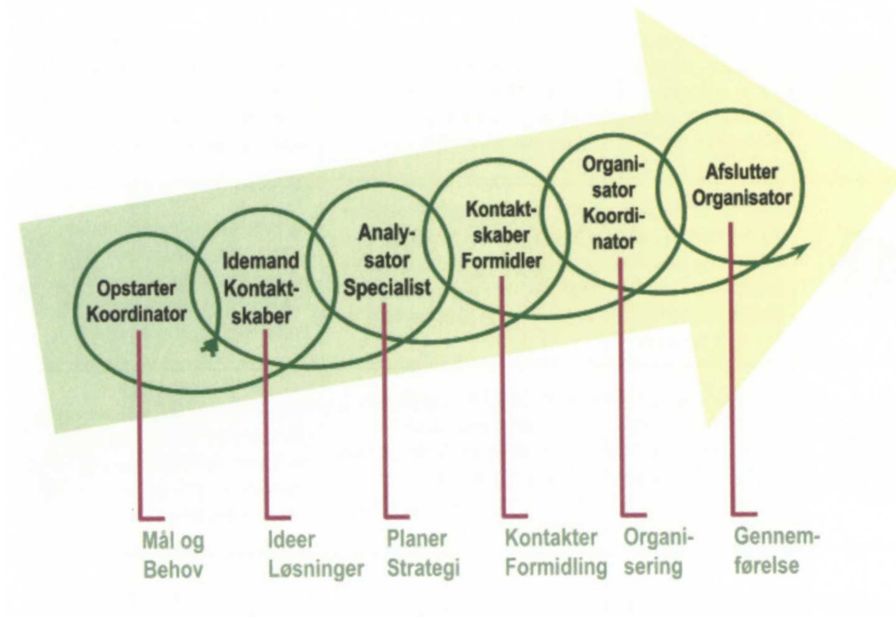 Opstarter
Koordinator
Idemand
Kontakt-
skaber
Analy-
sator
Specialist
Kontakt-
skaber
Formidler
Organi-
sator
Koordi-
nator
Afslutter
Organisator
Mål og
Behov
Ideer
Løsninger
Planer
Strategi
Kontakter
Formidling
Organi-
sering
Gennem-
førelse